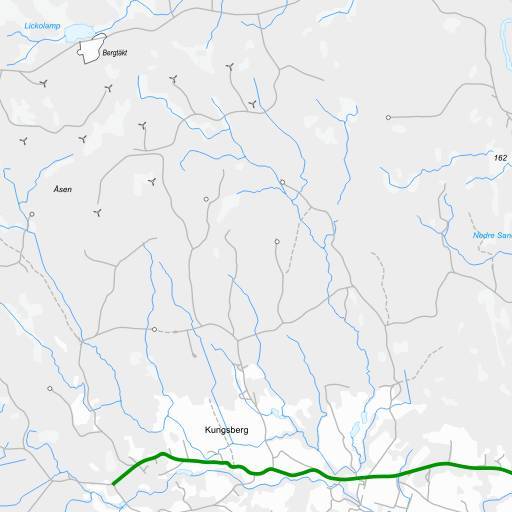 Lickolamp
Bergtäkt
162
Åsen
Nedre Sand
Kungsberg